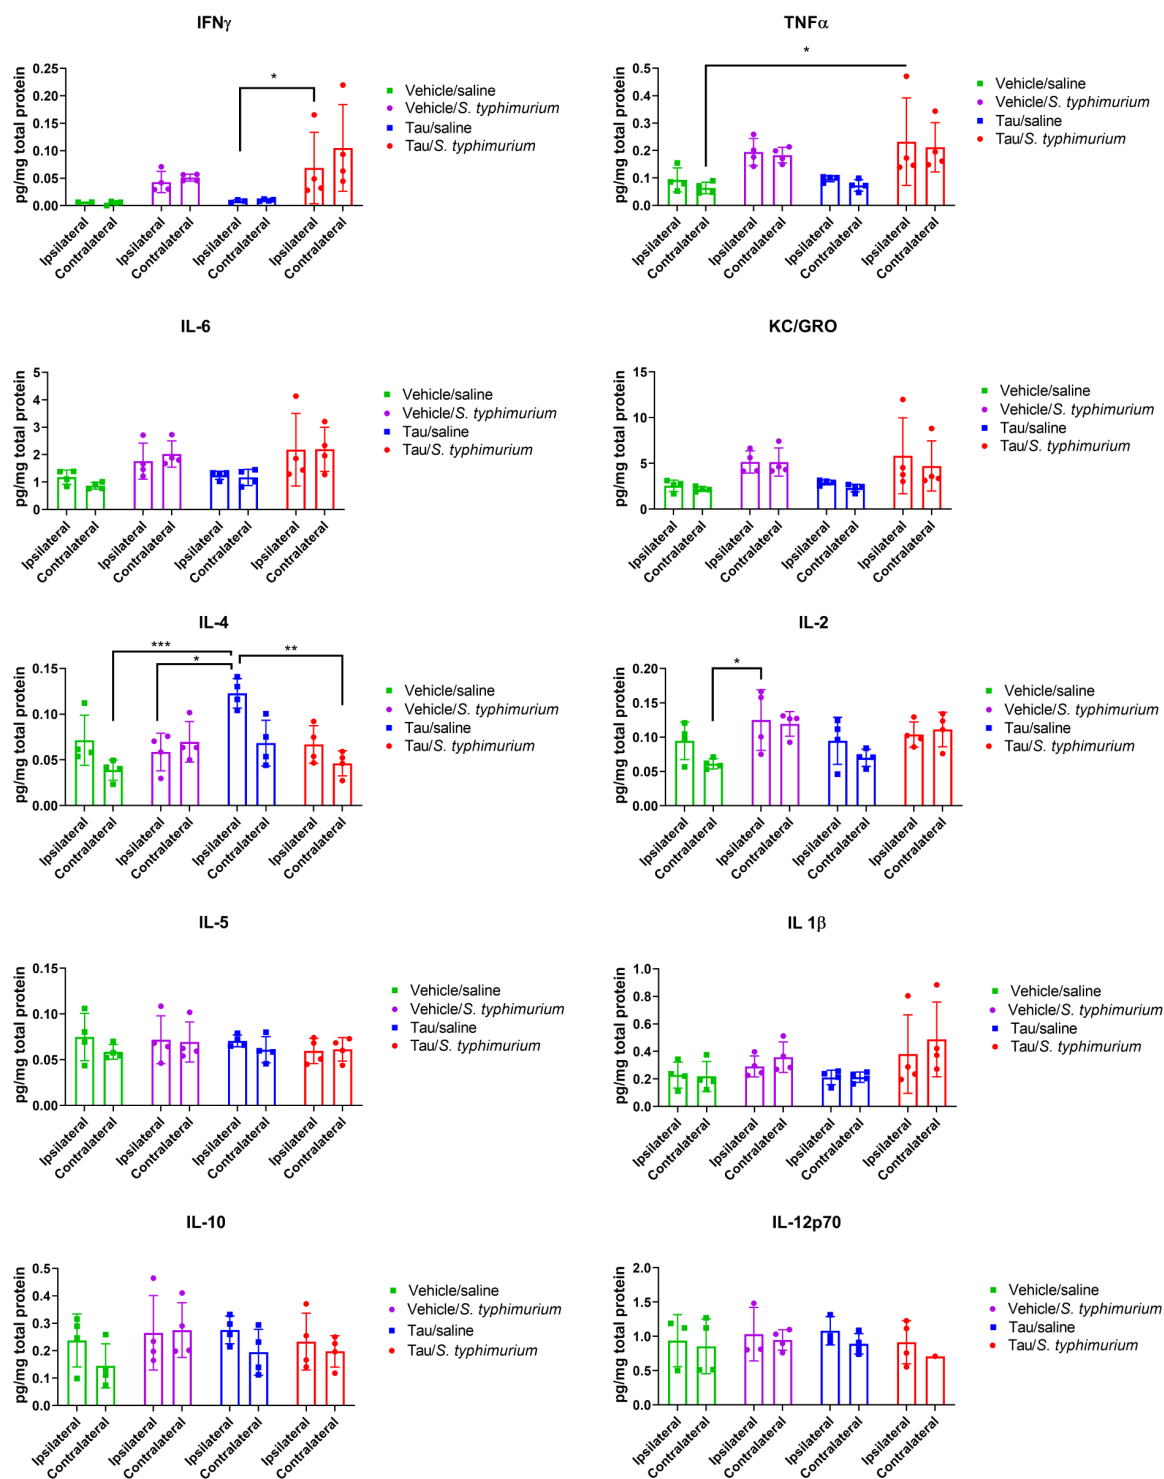 IFNγ
pg/mg total protein
0.25
0.20
0.15
0.10
0.05
0.00
*
Ipsilateral
Contralateral
Ipsilateral
Contralateral
Ipsilateral
Contralateral
Ipsilateral
Contralateral
Vehicle/saline
Vehicle/S. typhimurium
Tau/saline
Tau/S. typhimurium
TNFα
pg/mg total protein
0.5
0.4
0.3
0.2
0.1
0.0
*
Ipsilateral
Contralateral
Ipsilateral
Contralateral
Ipsilateral
Contralateral
Ipsilateral
Contralateral
Vehicle/saline
Vehicle/S. typhimurium
Tau/saline
Tau/S. typhimurium
IL-6
pg/mg total protein
5
4
3
2
1
0
Ipsilateral
Contralateral
Ipsilateral
Contralateral
Ipsilateral
Contralateral
Ipsilateral
Contralateral
Vehicle/saline
Vehicle/S. typhimurium
Tau/saline
Tau/S. typhimurium
KC/GRO
pg/mg total protein
15
10
5
0
Ipsilateral
Contralateral
Ipsilateral
Contralateral
Ipsilateral
Contralateral
Ipsilateral
Contralateral
Vehicle/saline
Vehicle/S. typhimurium
Tau/saline
Tau/S. typhimurium
IL-4
pg/mg total protein
0.15
0.10
0.05
0.00
***
*
**
Ipsilateral
Contralateral
Ipsilateral
Contralateral
Ipsilateral
Contralateral
Ipsilateral
Contralateral
Vehicle/saline
Vehicle/S. typhimurium
Tau/saline
Tau/S. typhimurium
IL-2
pg/mg total protein
0.20
0.15
0.10
0.05
0.00
*
Ipsilateral
Contralateral
Ipsilateral
Contralateral
Ipsilateral
Contralateral
Ipsilateral
Contralateral
Vehicle/saline
Vehicle/S. typhimurium
Tau/saline
Tau/S. typhimurium
IL-5
pg/mg total protein
0.15
0.10
0.05
0.00
Ipsilateral
Contralateral
Ipsilateral
Contralateral
Ipsilateral
Contralateral
Ipsilateral
Contralateral
Vehicle/saline
Vehicle/S. typhimurium
Tau/saline
Tau/S. typhimurium
IL 1β
pg/mg total protein
1.0
0.8
0.6
0.4
0.2
0.0
Ipsilateral
Contralateral
Ipsilateral
Contralateral
Ipsilateral
Contralateral
Ipsilateral
Contralateral
Vehicle/saline
Vehicle/S. typhimurium
Tau/saline
Tau/S. typhimurium
IL-10
pg/mg total protein
0.5
0.4
0.3
0.2
0.1
0.0
Ipsilateral
Contralateral
Ipsilateral
Contralateral
Ipsilateral
Contralateral
Ipsilateral
Contralateral
Vehicle/saline
Vehicle/S. typhimurium
Tau/saline
Tau/S. typhimurium
IL-12p70
pg/mg total protein
2.0
1.5
1.0
0.5
0.0
Ipsilateral
Contralateral
Ipsilateral
Contralateral
Ipsilateral
Contralateral
Ipsilateral
Contralateral
Vehicle/saline
Vehicle/S. typhimurium
Tau/saline
Tau/S. typhimurium